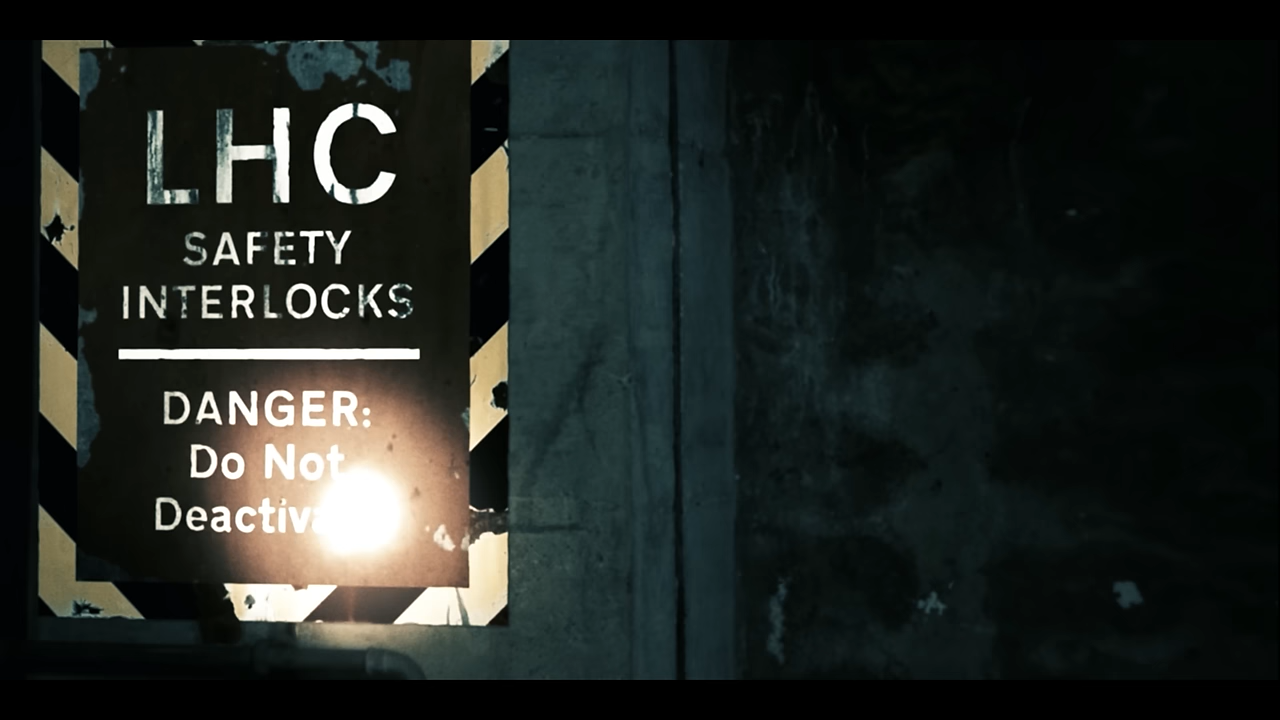 LHC
SAFETY
INTERLOCKS
DANGER:
Do Not
Deactiva